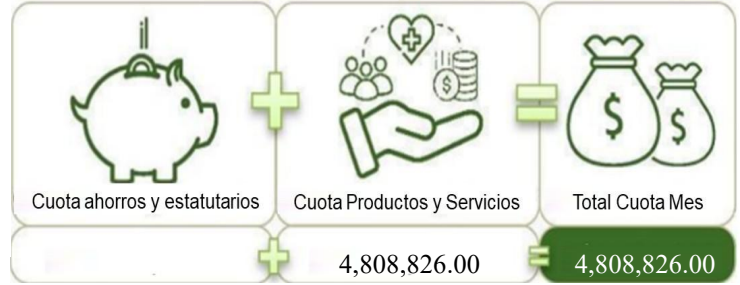 Cuota ahorros y estatutarios
Cuota Productos y Servicios
Total Cuota Mes
+ 4,808,826.00 = 4,808,826.00